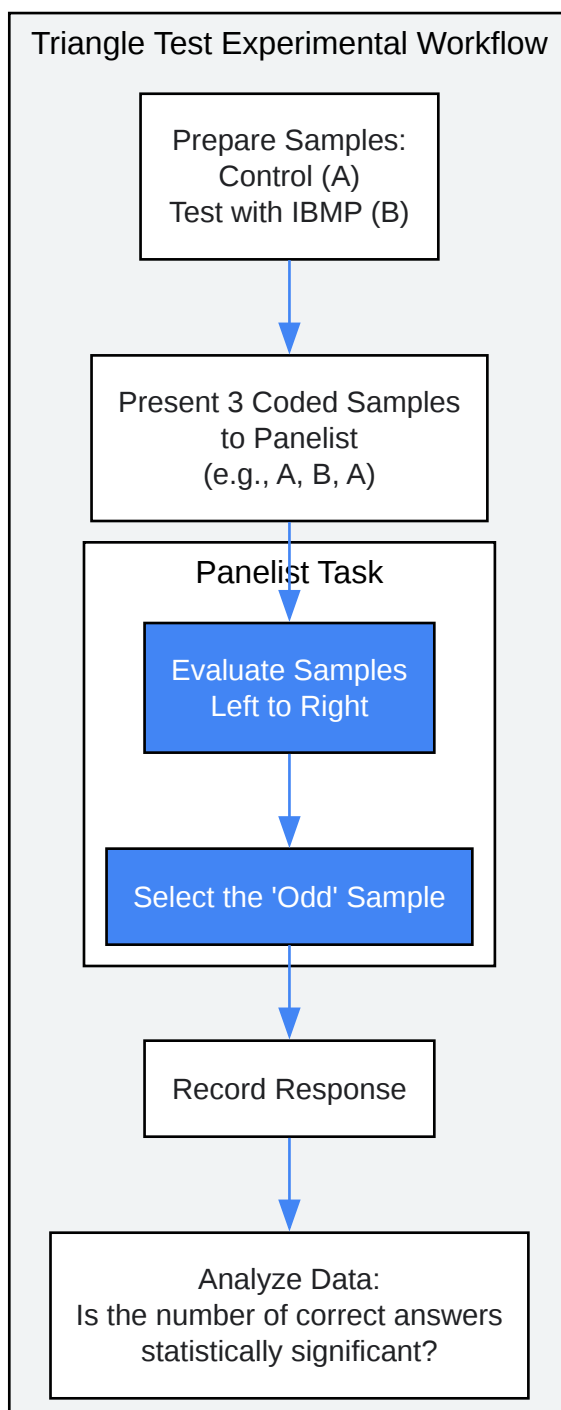 Triangle Test Experimental Workflow
Prepare Samples:
Control (A)
Test with IBMP (B)
Present 3 Coded Samples
to Panelist
(e.g., A, B, A)
Panelist Task
Evaluate Samples
Left to Right
Select the 'Odd' Sample
Record Response
Analyze Data:
Is the number of correct answers
statistically significant?